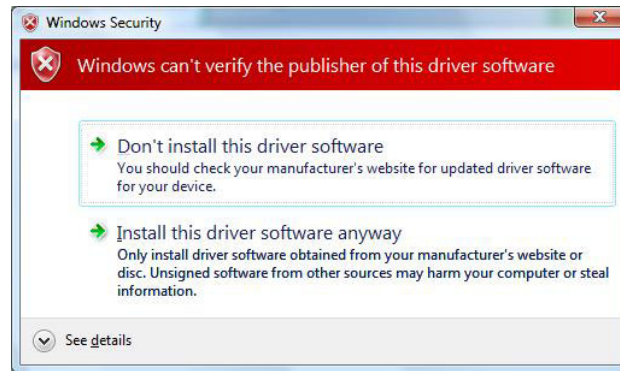 Windows Security
Windows can't verify the publisher of this driver software
Don't install this driver software
You should check your manufacturer's website for updated driver software
for your device.
Install this driver software anyway
Only install driver software obtained from your manufacturer's website or
disc. Unsigned software from other sources may harm your computer or steal
information.
See details